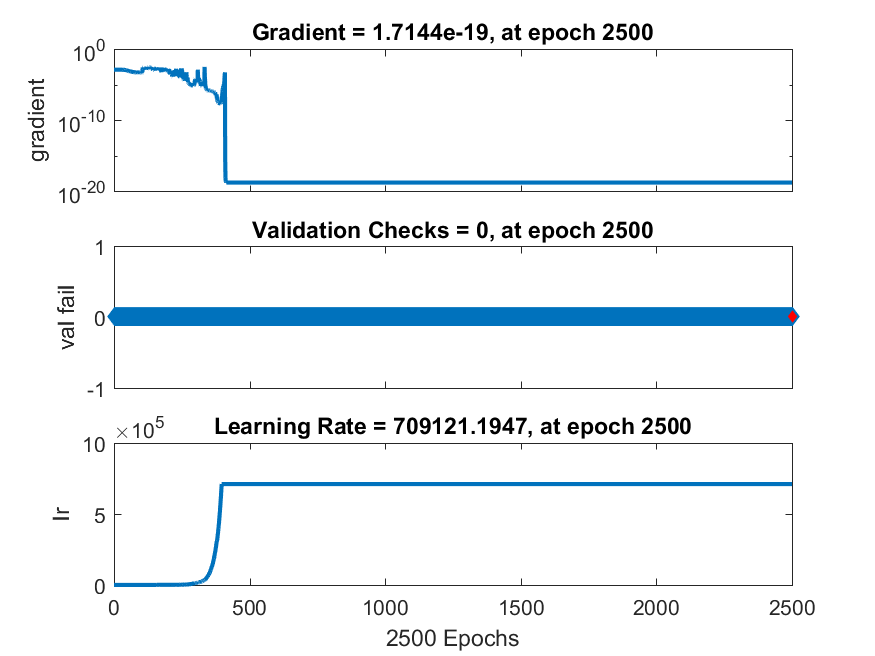 Gradient = 1.7144e-19, at epoch 2500
10^0
10^-10
10^-20
gradient
Validation Checks = 0, at epoch 2500
1
0
-1
val fail
Learning Rate = 709121.1947, at epoch 2500
×10^5
10
5
0
lr
0 500 1000 1500 2000 2500
2500 Epochs